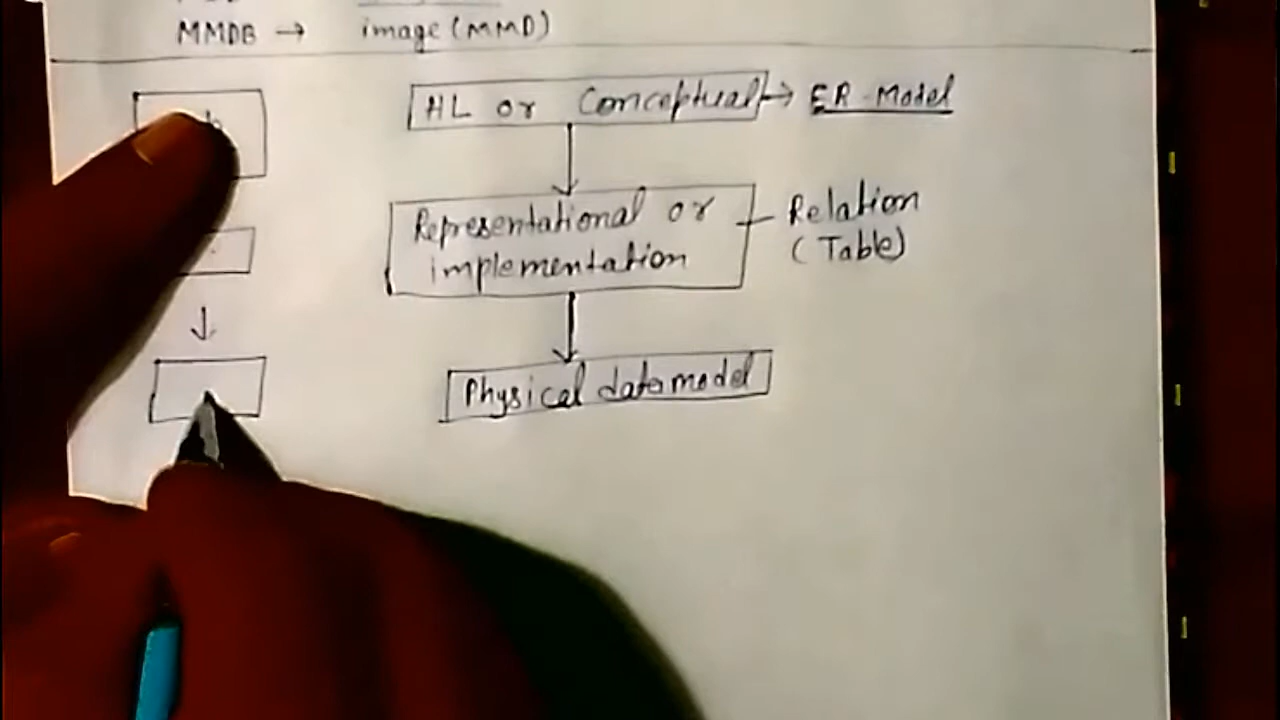 MMDB → image (MMD)
HL or Conceptual → ER-Model
Representational or
implementation
Relation
(Table)
Physical data model